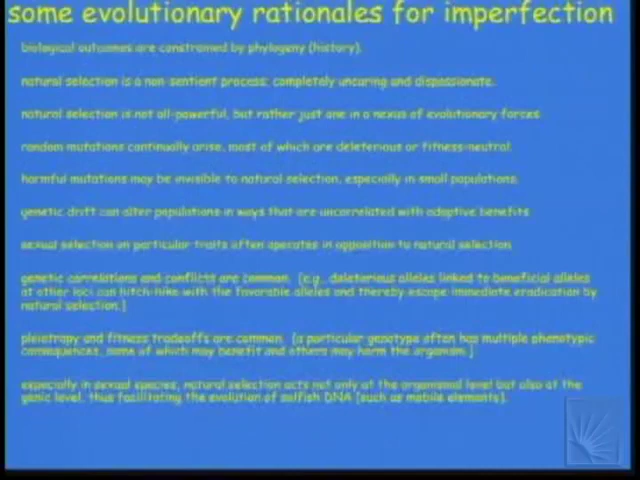 some evolutionary rationales for imperfection
biological outcomes are constrained by phylogeny (history).
natural selection is a non-sentient process; completely uncaring and dispassionate.
natural selection is not all-powerful, but rather just one in a nexus of evolutionary forces.
random mutations continually arise, most of which are deleterious or fitness-neutral.
harmful mutations may be invisible to natural selection, especially in small populations.
genetic drift can alter populations in ways that are uncorrelated with adaptive benefits
sexual selection on particular traits often operates in opposition to natural selection
genetic correlations and conflicts are common. [e.g., deleterious alleles linked to beneficial alleles
at other loci can hitch-hike with the favorable alleles and thereby escape immediate eradication by
natural selection.]
pleiotropy and fitness tradeoffs are common. [a particular genotype often has multiple phenotypic
consequences, some of which may benefit and others may harm the organism.]
especially in sexual species, natural selection acts not only at the organismal level but also at the
genic level, thus facilitating the evolution of selfish DNA [such as mobile elements].